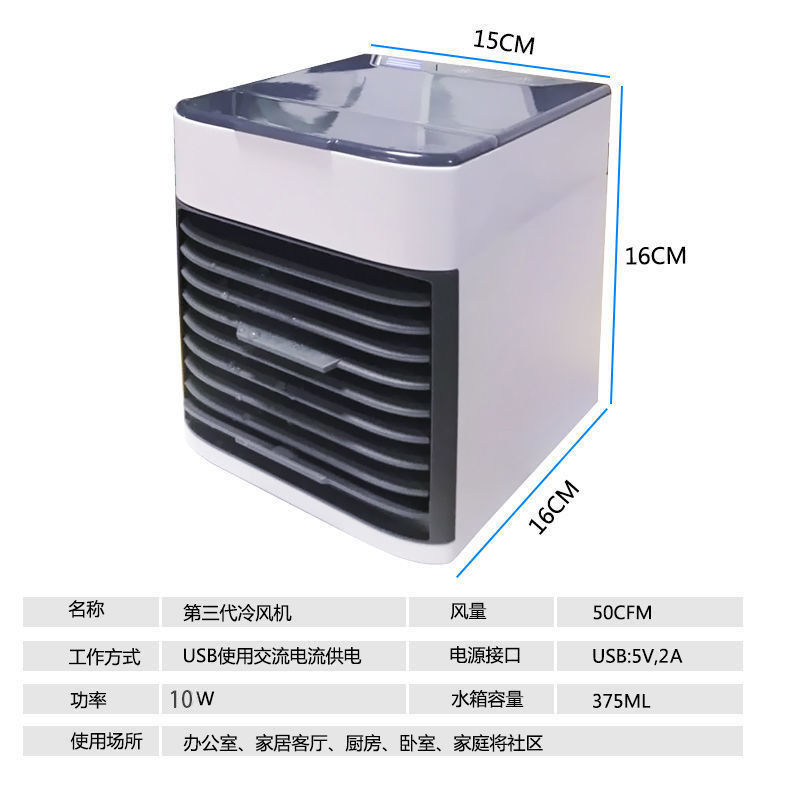 15CM
16CM
16CM
名称 第三代冷风机 风量 50CFM
工作方式 USB使用交流电流供电 电源接口 USB:5V,2A
功率 10W 水箱容量 375ML
使用场所 办公室、家居客厅、厨房、卧室、家庭将社区